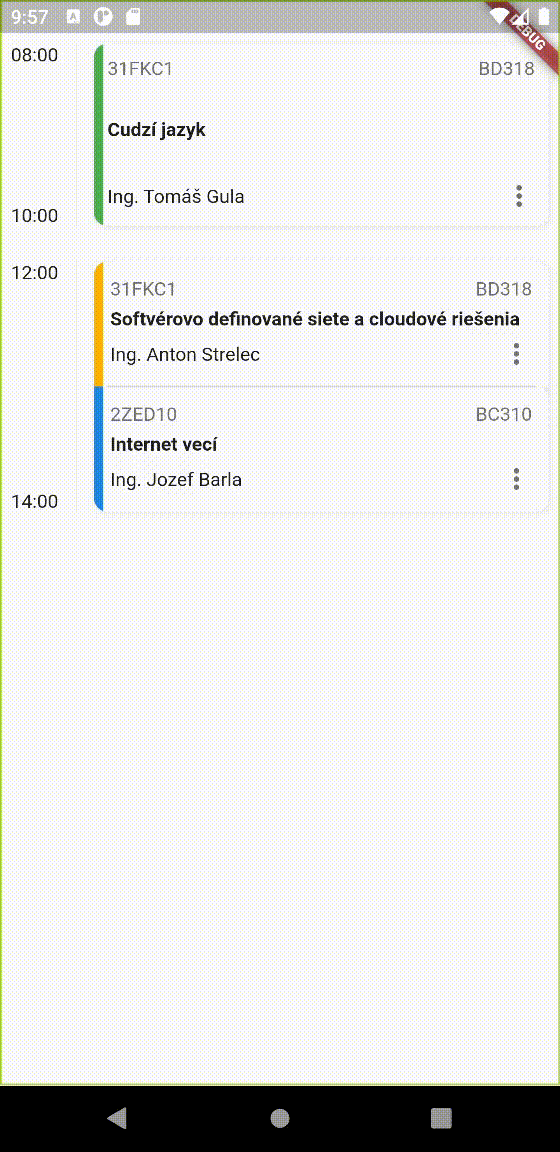 9:57
DEBUG
08:00
31FKC1 BD318
Cudzí jazyk
Ing. Tomáš Gula
10:00
12:00
31FKC1 BD318
Softvérovo definované siete a cloudové riešenia
Ing. Anton Strelec
2ZED10 BC310
Internet vecí
Ing. Jozef Barla
14:00